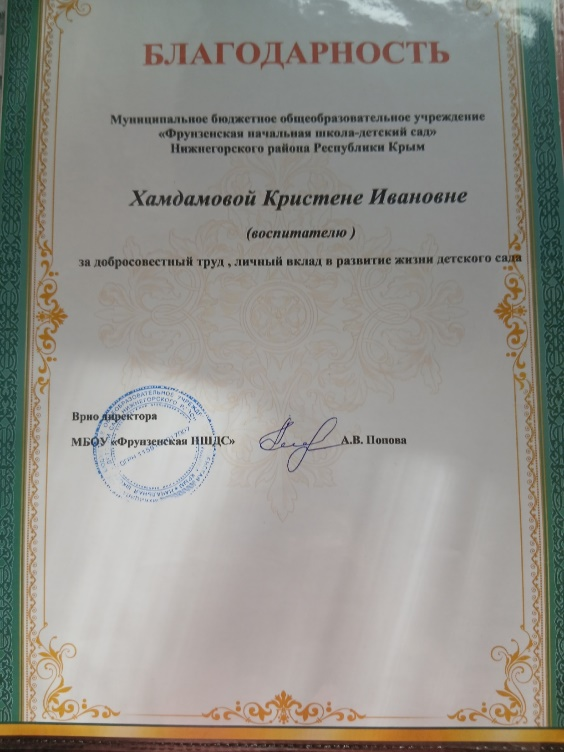 БЛАГОДАРНОСТЬ
Муниципальное бюджетное общеобразовательное учреждение
«Фрунзенская начальная школа-детский сад»
Нижнегорского района Республики Крым
Хамдамовой Кристене Ивановне
(воспитателю )
за добросовестный труд , личный вклад в развитие жизни детского сада
Врио директора
МБОУ «Фрунзенская НШДС»
А.В. Попова